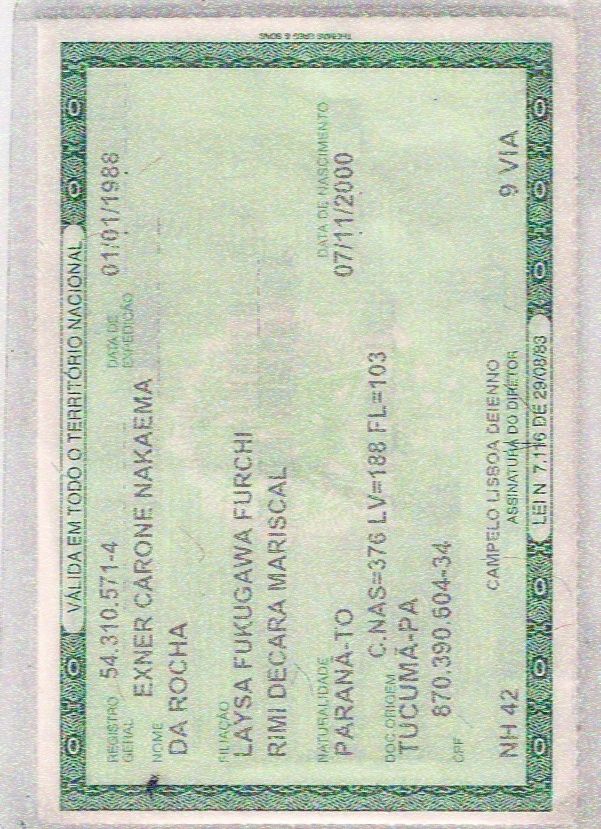 VÁLIDA EM TODO O TERRITÓRIO NACIONAL
REGISTRO GERAL 54.310.571-4 DATA DE EXPEDIÇÃO 01/01/1988
NOME EXNER CARONE NAKAEMA
DA ROCHA
FILIAÇÃO
LAYSA FUKUGAWA FURCHI
RIMI DECARA MARISCAL
NATURALIDADE DATA DE NASCIMENTO
PARANÃ-TO 07/11/2000
DOC ORIGEM C.NAS=376 LV=188 FL=103
TUCUMÃ-PA
CPF 870.390.604-34
CAMPELO LISBOA DEIENNO
NH 42 ASSINATURA DO DIRETOR 9 VIA
LEI N 7.116 DE 29/08/83
THOMAS GREG & SONS